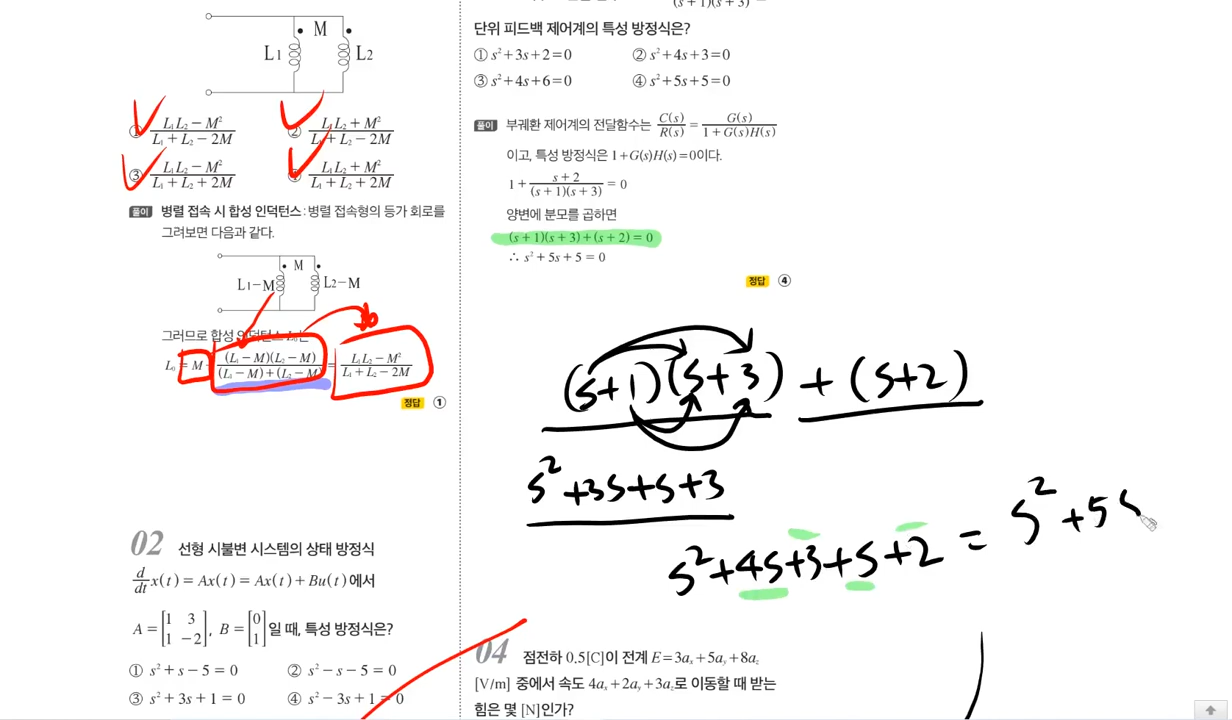 M
L1 L2
① (L₁L₂－M²)/(L₁＋L₂－2M) ② (L₁L₂＋M²)/(L₁＋L₂－2M)
③ (L₁L₂－M²)/(L₁＋L₂＋2M) (L₁L₂＋M²)/(L₁＋L₂＋2M)
풀이 병렬 접속 시 합성 인덕턴스 : 병렬 접속형의 등가 회로를
그려보면 다음과 같다.
M
L1－M L2－M
그러므로 합성 인덕턴스 L₀는
L₀ = M (L₁－M)(L₂－M)/((L₁－M)＋(L₂－M)) = (L₁L₂－M²)/(L₁＋L₂－2M)
정답 ①
02 선형 시불변 시스템의 상태 방정식
d/dt x(t) = Ax(t) = Ax(t)＋Bu(t)에서
A = [1 3; 1 −2], B = [0; 1]일 때, 특성 방정식은?
① s²＋s－5 = 0 ② s²－s－5 = 0
③ s²＋3s＋1 = 0 ④ s²－3s＋1 = 0
(s＋1)(s＋3)
단위 피드백 제어계의 특성 방정식은?
① s²＋3s＋2=0 ② s²＋4s＋3=0
③ s²＋4s＋6=0 ④ s²＋5s＋5=0
풀이 부궤환 제어계의 전달함수는 C(s)/R(s) = G(s)/(1＋G(s)H(s))
이고, 특성 방정식은 1＋G(s)H(s)=0이다.
1＋(s＋2)/((s＋1)(s＋3)) = 0
양변에 분모를 곱하면
(s＋1)(s＋3)＋(s＋2) = 0
∴ s²＋5s＋5 = 0
정답 ④
(s+1)(s+3) + (s+2)
s²+3s+s+3
s²+4s+3+s+2 = s²+5s
04 점전하 0.5[C]이 전계 E=3aₓ＋5aᵧ＋8a_z
[V/m] 중에서 속도 4aₓ＋2aᵧ＋3a_z로 이동할 때 받는
힘은 몇 [N]인가?